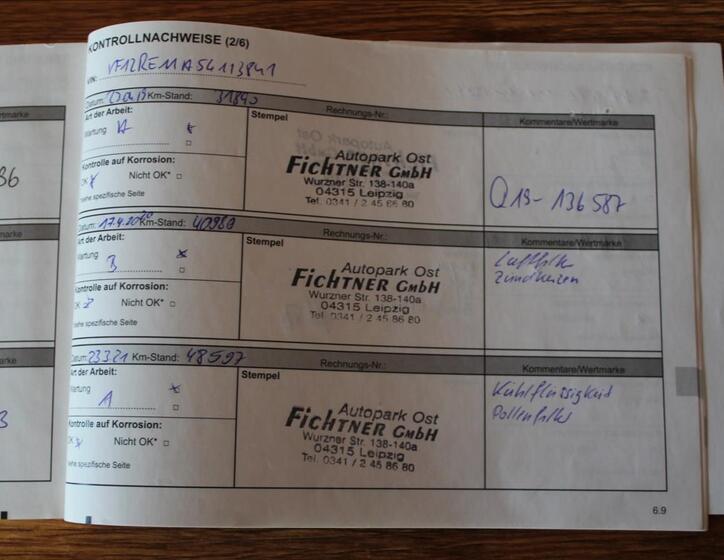 KONTROLLNACHWEISE (2/6)
VIN: VF12REMA54113841
Datum: Km-Stand: 31840 Rechnungs-Nr.: Kommentare/Wertmarke
Art der Arbeit: Stempel
Wartung A
Kontrolle auf Korrosion:
OK Nicht OK*
siehe spezifische Seite
Autopark Ost
FICHTNER GMBH
Wurzner Str. 138-140a
04315 Leipzig
Tel. 0341 / 2 45 86 80
Q19-136587
Datum: 17.4.2020 Km-Stand: 40980 Rechnungs-Nr.: Kommentare/Wertmarke
Art der Arbeit: Stempel
Wartung B
Kontrolle auf Korrosion:
OK Nicht OK*
siehe spezifische Seite
Autopark Ost
FICHTNER GMBH
Wurzner Str. 138-140a
04315 Leipzig
Tel. 0341 / 2 45 86 80
Luftfilter
Zündkerzen
Datum: 23.3.21 Km-Stand: 48597 Rechnungs-Nr.: Kommentare/Wertmarke
Art der Arbeit: Stempel
Wartung A
Kontrolle auf Korrosion:
OK Nicht OK*
siehe spezifische Seite
Autopark Ost
FICHTNER GMBH
Wurzner Str. 138-140a
04315 Leipzig
Tel. 0341 / 2 45 86 80
Kühlflüssigkeit
Pollenfilter
6.9